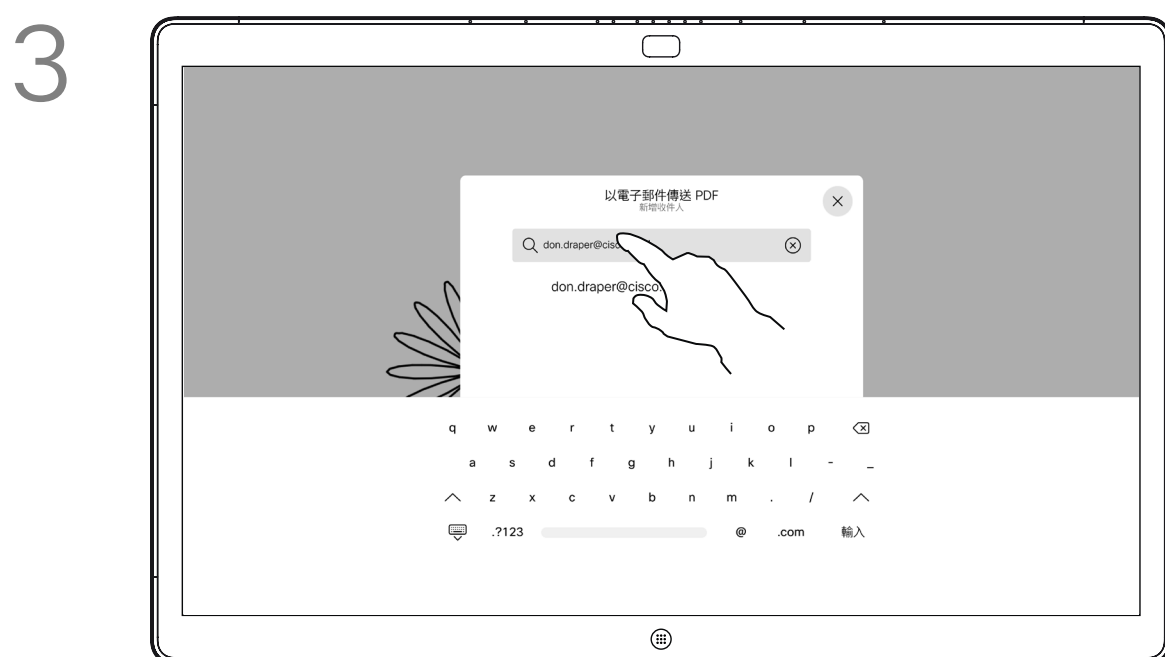 3
以電子郵件傳送 PDF
新增收件人
don.draper@cisc
don.draper@cisco.
q w e r t y u i o p
a s d f g h j k l - _
z x c v b n m . /
.?123 @ .com 輸入